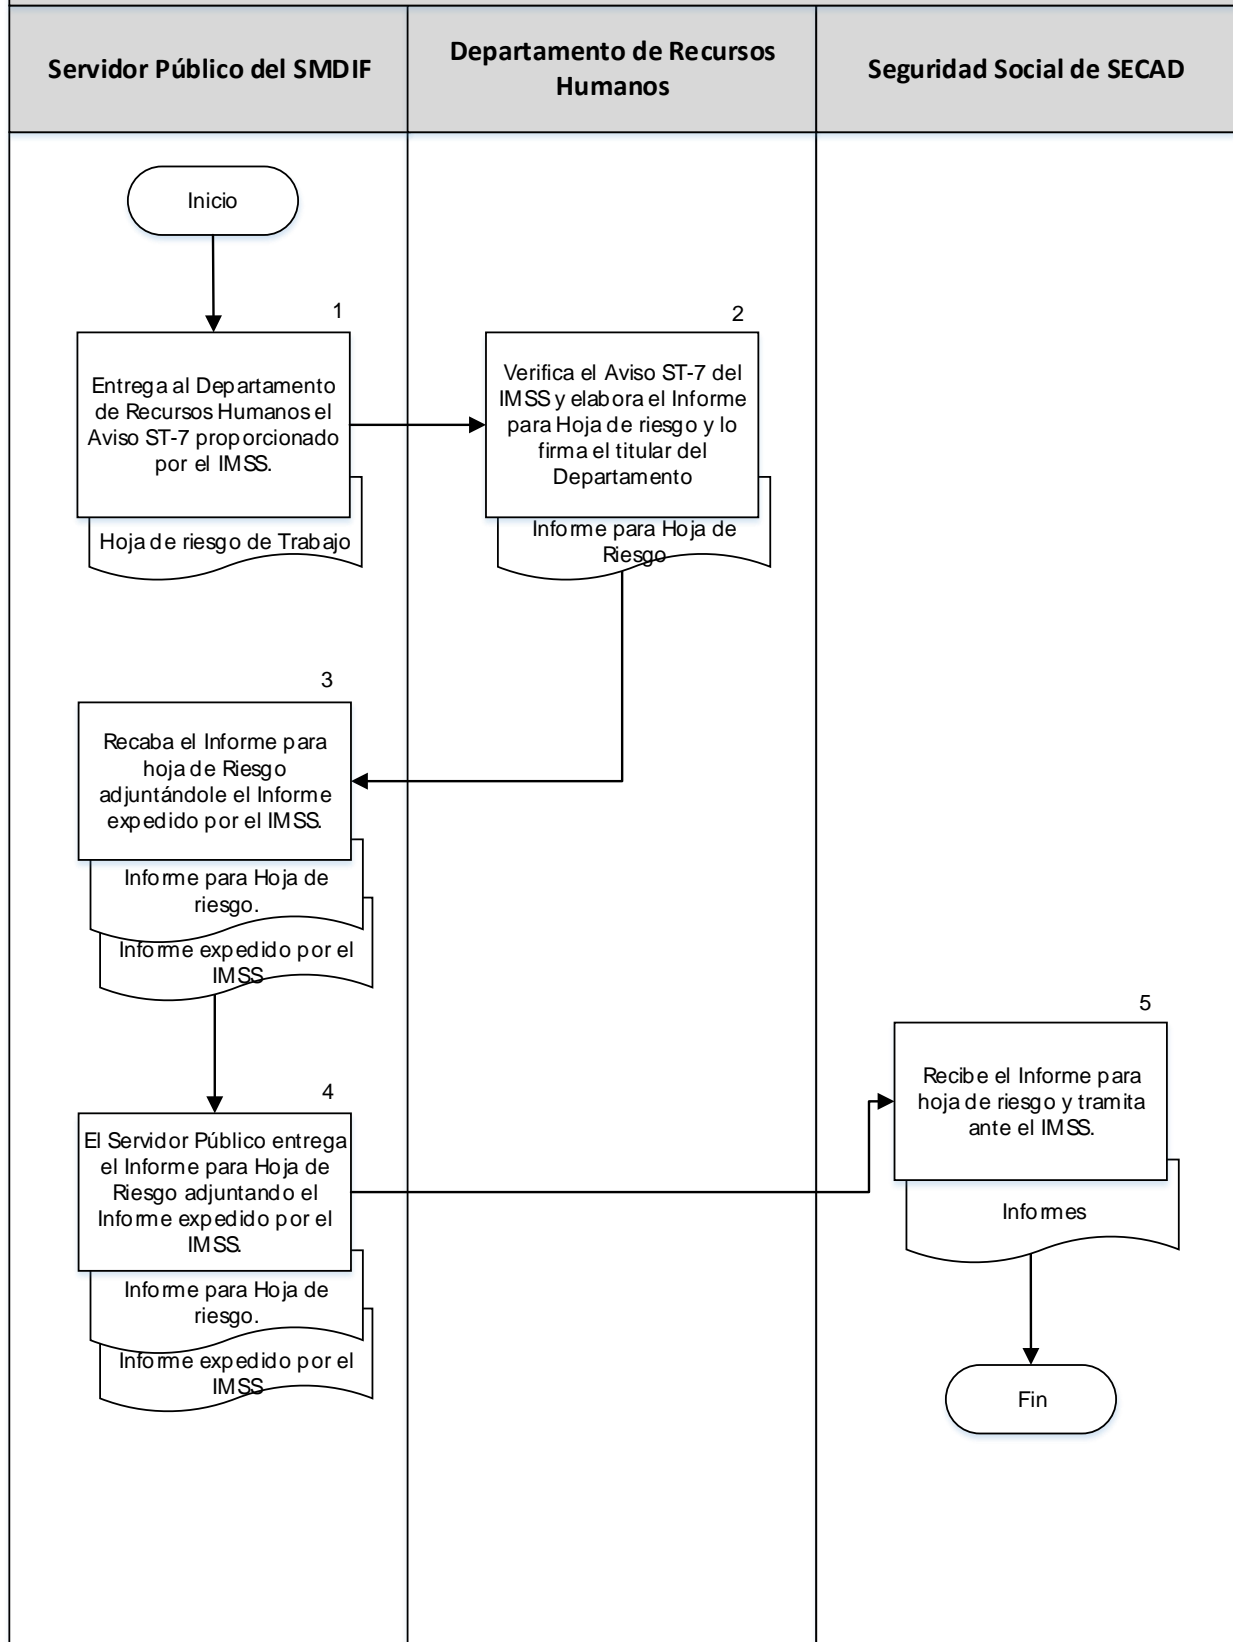 Servidor Público del SMDIF
Departamento de Recursos
Humanos
Seguridad Social de SECAD
Inicio
1
Entrega al Departamento
de Recursos Humanos el
Aviso ST-7 proporcionado
por el IMSS.
Hoja de riesgo de Trabajo
2
Verifica el Aviso ST-7 del
IMSS y elabora el Informe
para Hoja de riesgo y lo
firma el titular del
Departamento
Informe para Hoja de
Riesgo
3
Recaba el Informe para
hoja de Riesgo
adjuntándole el Informe
expedido por el IMSS.
Informe para Hoja de
riesgo.
Informe expedido por el
IMSS
4
El Servidor Público entrega
el Informe para Hoja de
Riesgo adjuntando el
Informe expedido por el
IMSS.
Informe para Hoja de
riesgo.
Informe expedido por el
IMSS
5
Recibe el Informe para
hoja de riesgo y tramita
ante el IMSS.
Informes
Fin